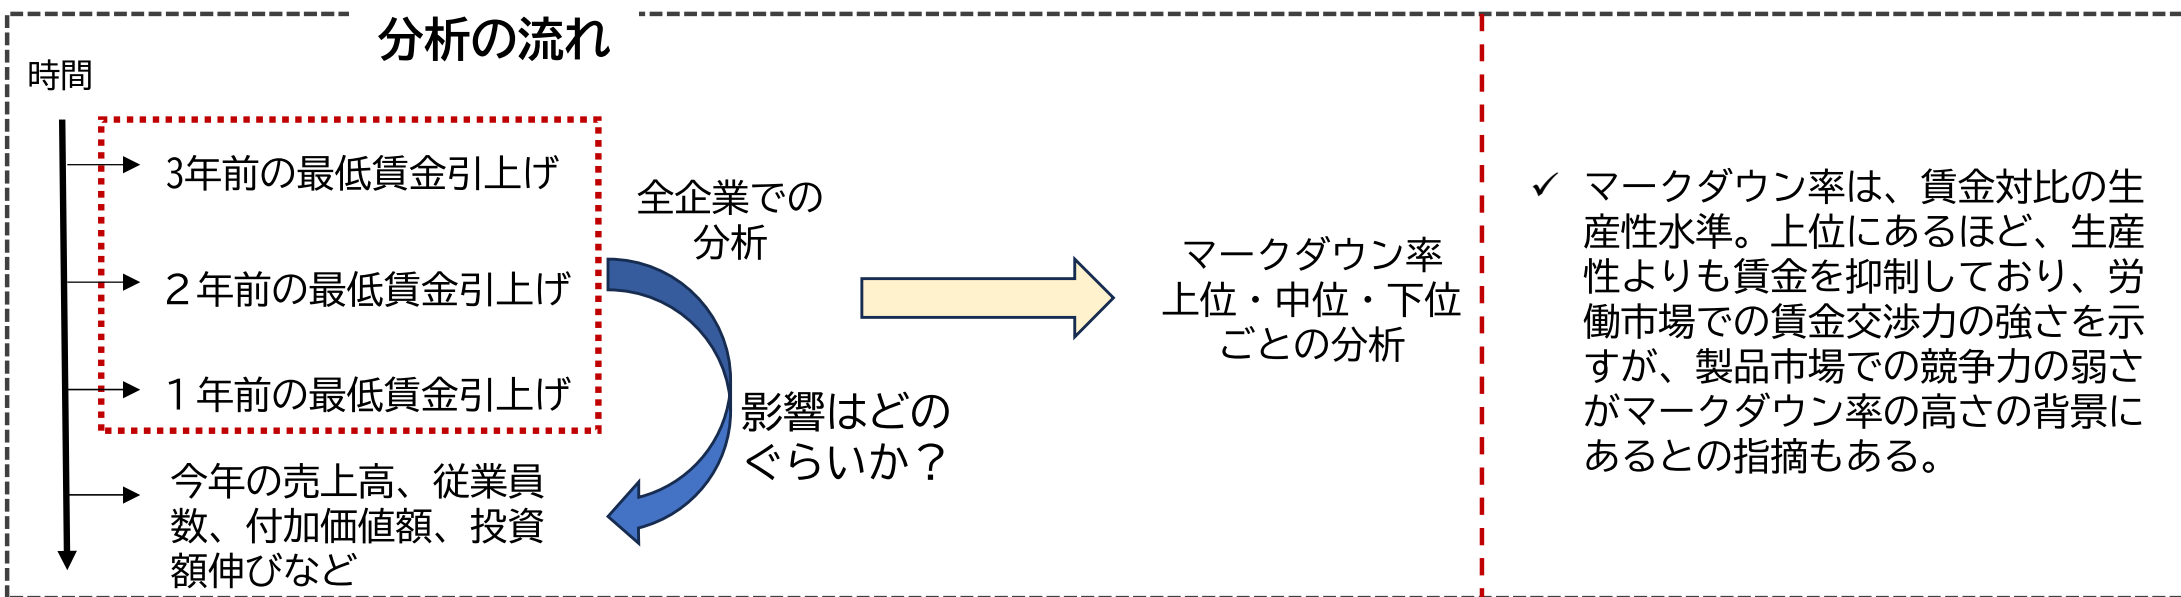 分析の流れ
時間
3年前の最低賃金引上げ
２年前の最低賃金引上げ
１年前の最低賃金引上げ
今年の売上高、従業員
数、付加価値額、投資
額伸びなど
全企業での
分析
影響はどの
ぐらいか？
マークダウン率
上位・中位・下位
ごとの分析
✓ マークダウン率は、賃金対比の生
産性水準。上位にあるほど、生産
性よりも賃金を抑制しており、労
働市場での賃金交渉力の強さを示
すが、製品市場での競争力の弱さ
がマークダウン率の高さの背景に
あるとの指摘もある。